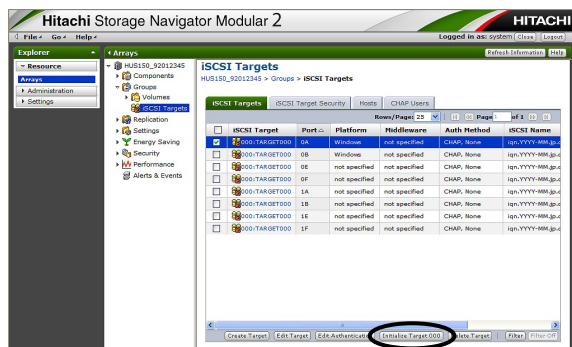 Hitachi Storage Navigator Modular 2
HITACHI
File Go Help
Logged in as: system Close Logout
Explorer
Arrays
Refresh Information Help
Resource
Arrays
Administration
Settings
HUS150_92012345
Components
Groups
Volumes
iSCSI Targets
Replication
Settings
Energy Saving
Security
Performance
Alerts & Events
iSCSI Targets
HUS150_92012345 > Groups > iSCSI Targets
iSCSI Targets iSCSI Target Security Hosts CHAP Users
Rows/Page: 25 Page 1 of 1
iSCSI Target Port Platform Middleware Auth Method iSCSI Name
000:TARGET000 0A Windows not specified CHAP, None iqn.YYYY-MM.jp.c
000:TARGET000 0B Windows not specified CHAP, None iqn.YYYY-MM.jp.c
000:TARGET000 0E not specified not specified CHAP, None iqn.YYYY-MM.jp.c
000:TARGET000 0F not specified not specified CHAP, None iqn.YYYY-MM.jp.c
000:TARGET000 1A not specified not specified CHAP, None iqn.YYYY-MM.jp.c
000:TARGET000 1B not specified not specified CHAP, None iqn.YYYY-MM.jp.c
000:TARGET000 1E not specified not specified CHAP, None iqn.YYYY-MM.jp.c
000:TARGET000 1F not specified not specified CHAP, None iqn.YYYY-MM.jp.c
Create Target Edit Target Edit Authentication Initialize Target 000 Delete Target Filter Filter Off